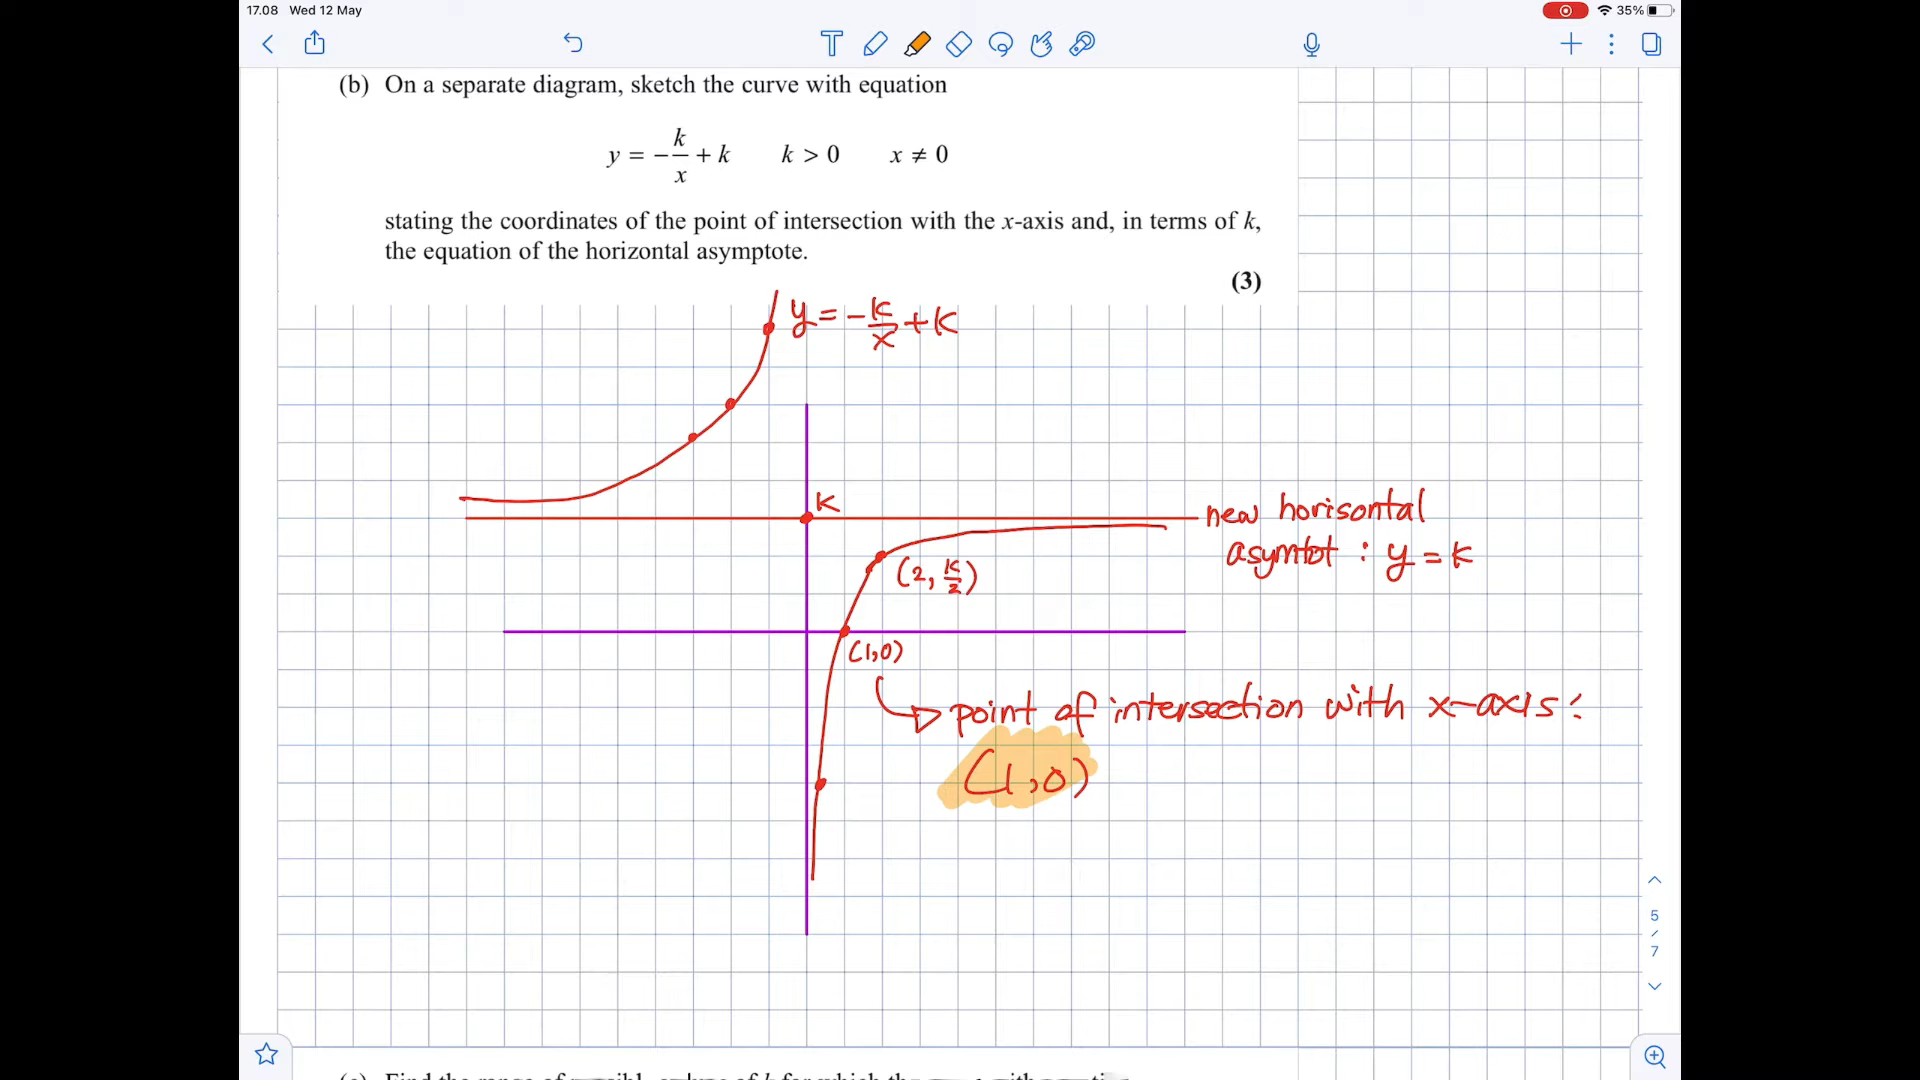 17.08 Wed 12 May
35%
(b) On a separate diagram, sketch the curve with equation
y = -k/x + k    k > 0    x ≠ 0
stating the coordinates of the point of intersection with the x-axis and, in terms of k,
the equation of the horizontal asymptote.
(3)
y = -k/x + k
K
new horisontal
asymtot : y = k
(2, k/2)
(1,0)
point of intersection with x-axis :
(1,0)
5
/
7